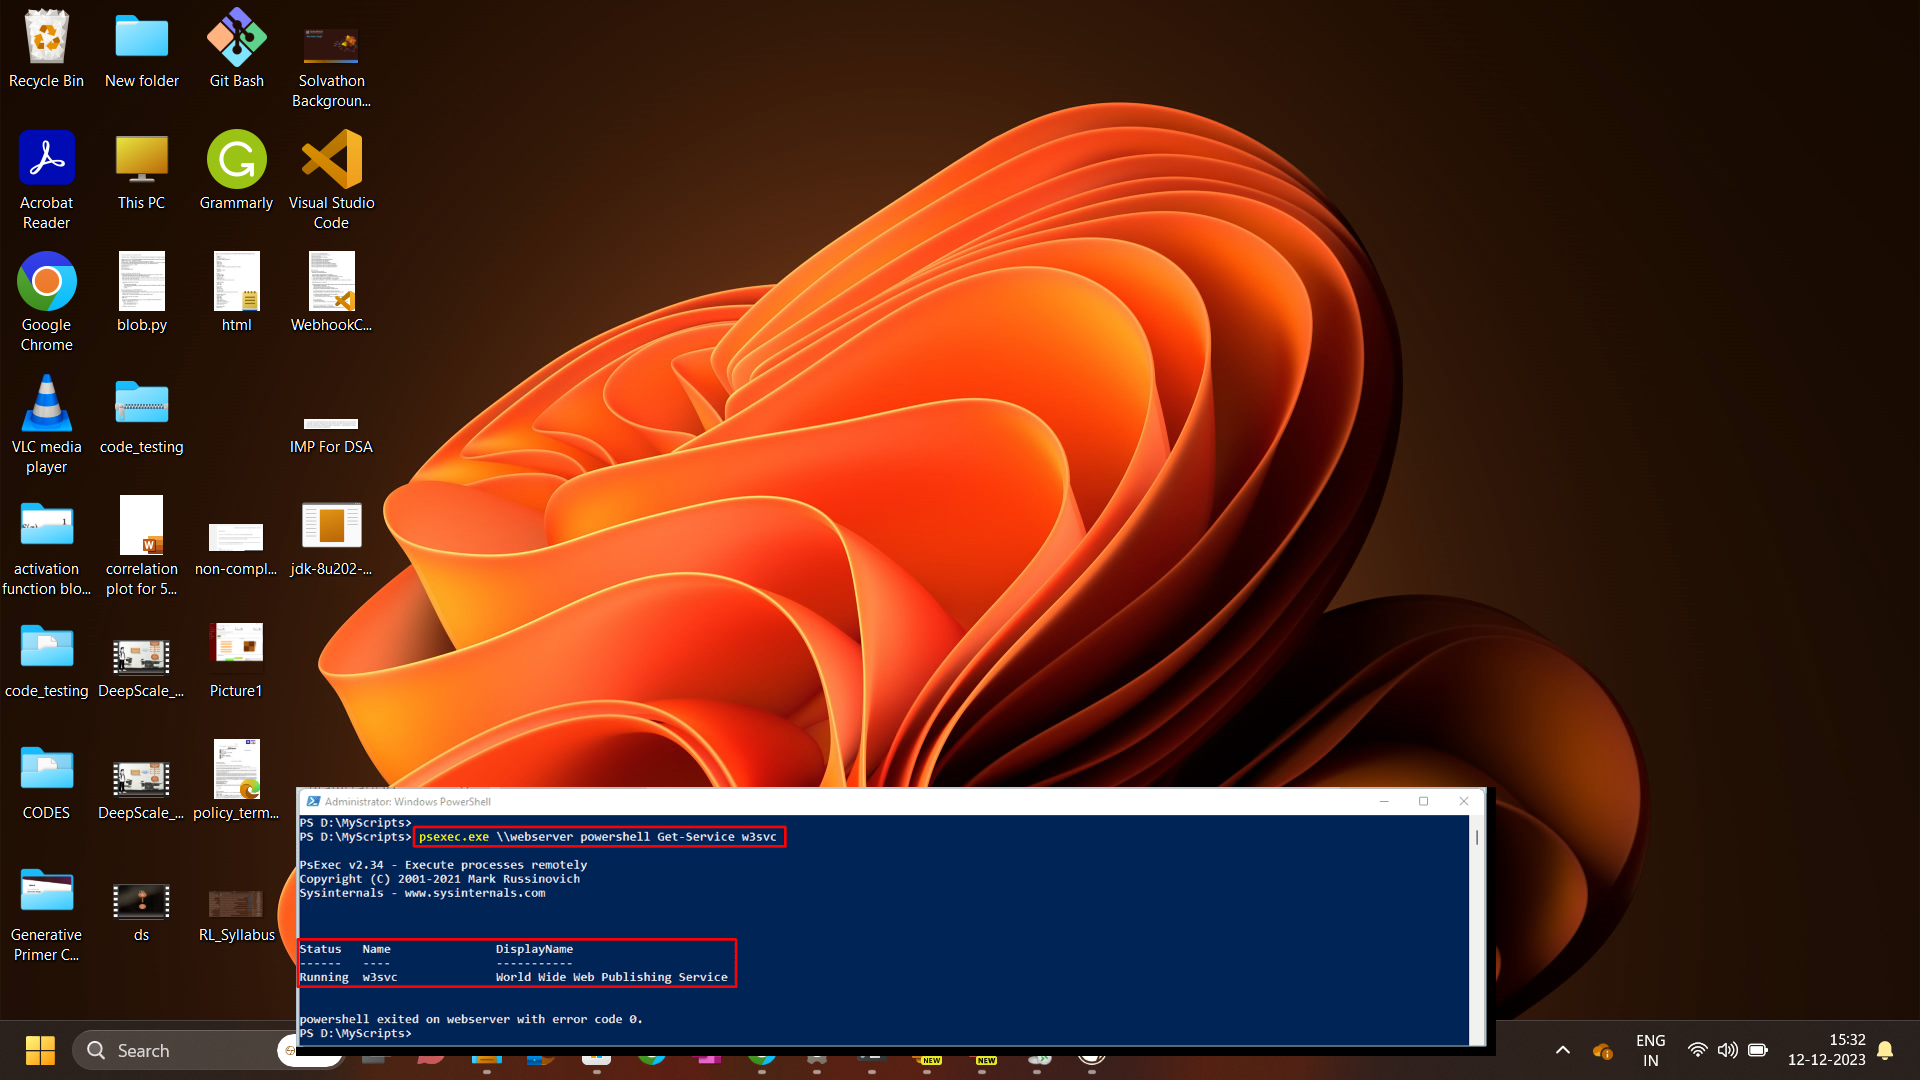 Recycle Bin
New folder
Git Bash
Solvathon
Backgroun...
Acrobat
Reader
This PC
Grammarly
Visual Studio
Code
Google
Chrome
blob.py
html
WebhookC...
VLC media
player
code_testing
IMP For DSA
activation
function blo...
correlation
plot for 5...
non-compl...
jdk-8u202-...
code_testing
DeepScale_...
Picture1
CODES
DeepScale_...
policy_term...
Generative
Primer C...
ds
RL_Syllabus
Administrator: Windows PowerShell
PS D:\MyScripts>
PS D:\MyScripts> psexec.exe \\webserver powershell Get-Service w3svc
PsExec v2.34 - Execute processes remotely
Copyright (C) 2001-2021 Mark Russinovich
Sysinternals - www.sysinternals.com
Status Name DisplayName
------ ---- -----------
Running w3svc World Wide Web Publishing Service
powershell exited on webserver with error code 0.
PS D:\MyScripts>
Search
NEW
NEW
ENG
IN
15:32
12-12-2023